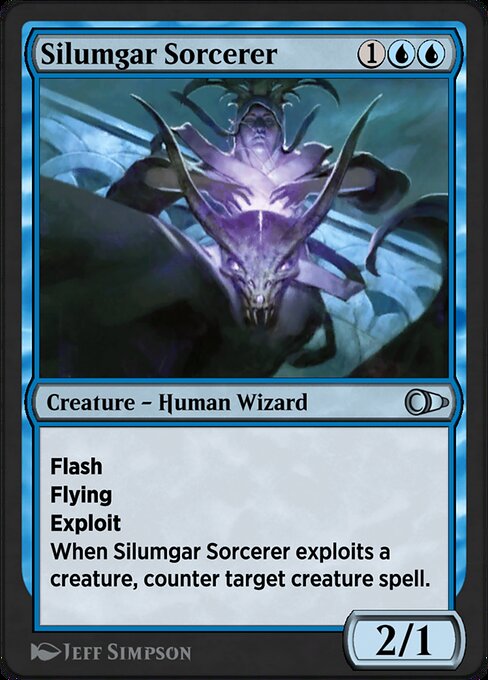 Silumgar Sorcerer 1
Creature – Human Wizard
Flash
Flying
Exploit
When Silumgar Sorcerer exploits a
creature, counter target creature spell.
2/1
Jeff Simpson